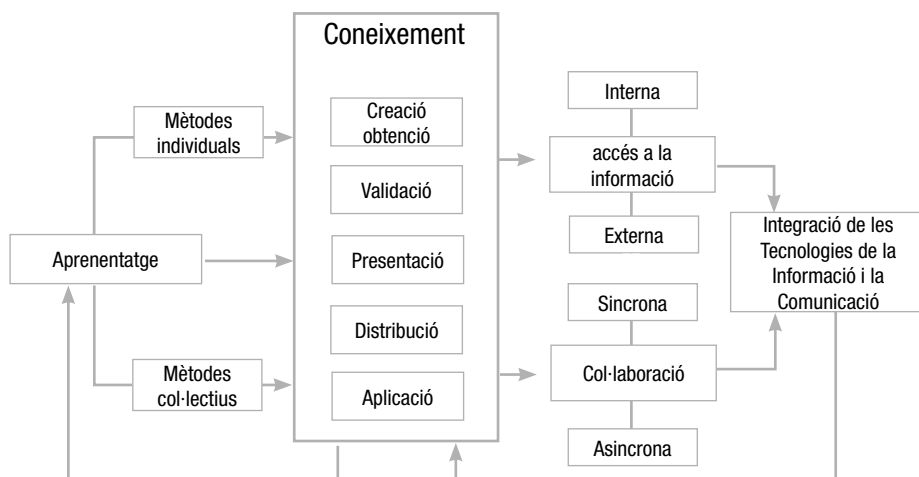 Coneixement
Aprenentatge
Mètodes
individuals
Mètodes
col·lectius
Creació
obtenció
Validació
Presentació
Distribució
Aplicació
Interna
accés a la
informació
Externa
Sincrona
Col·laboració
Asincrona
Integració de les
Tecnologies de la
Informació i la
Comunicació